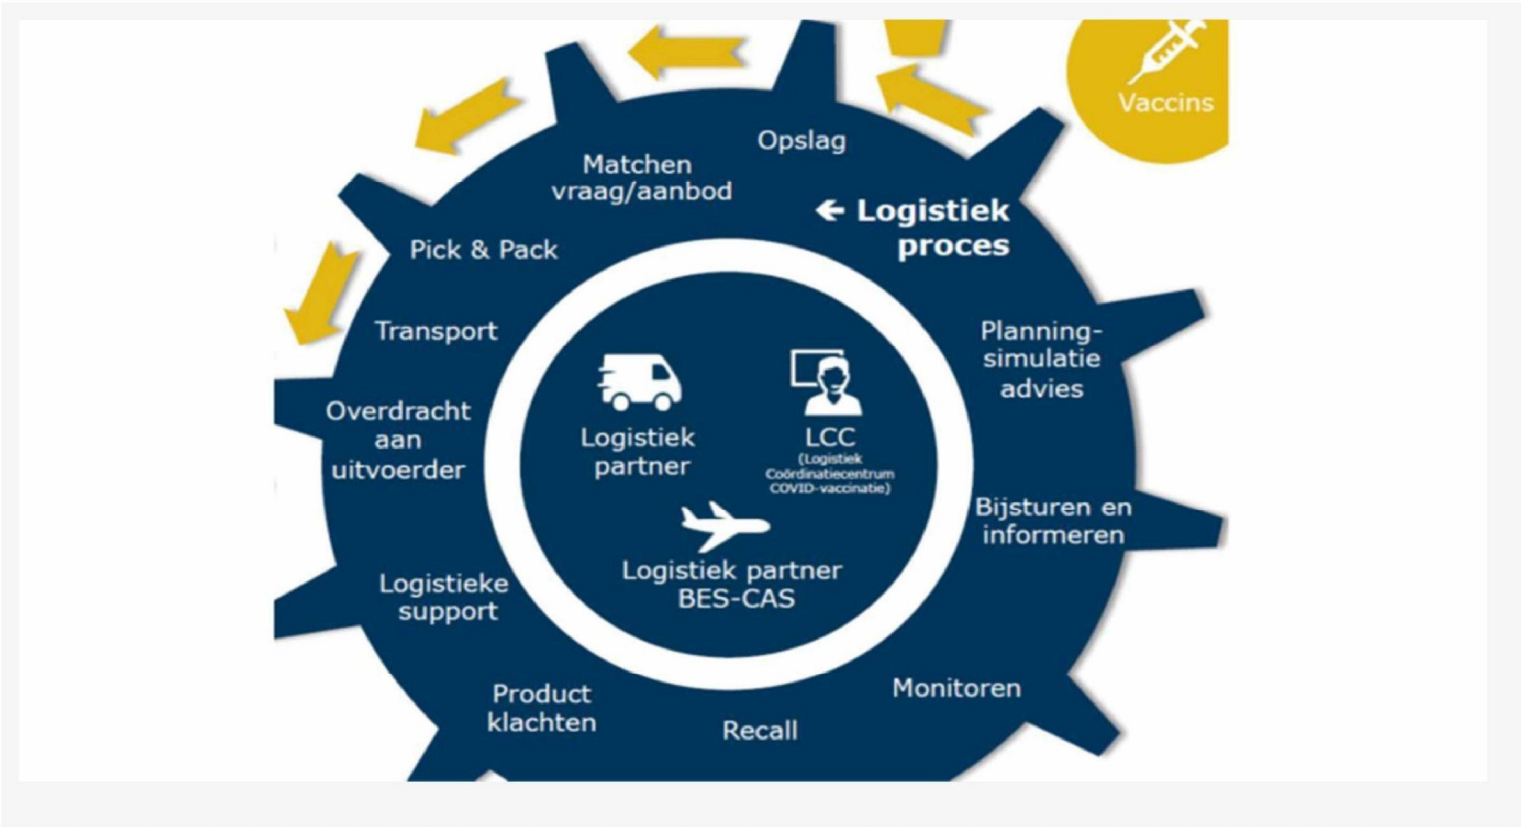 Vaccins
Opslag
Matchen
vraag/aanbod
← Logistiek
proces
Pick & Pack
Transport
Planning-
simulatie
advies
Overdracht
aan
uitvoerder
Logistiek
partner
LCC
(Logistiek
Coördinatiecentrum
COVID-vaccinatie)
Bijsturen en
informeren
Logistiek partner
BES-CAS
Logistieke
support
Product
klachten
Recall
Monitoren